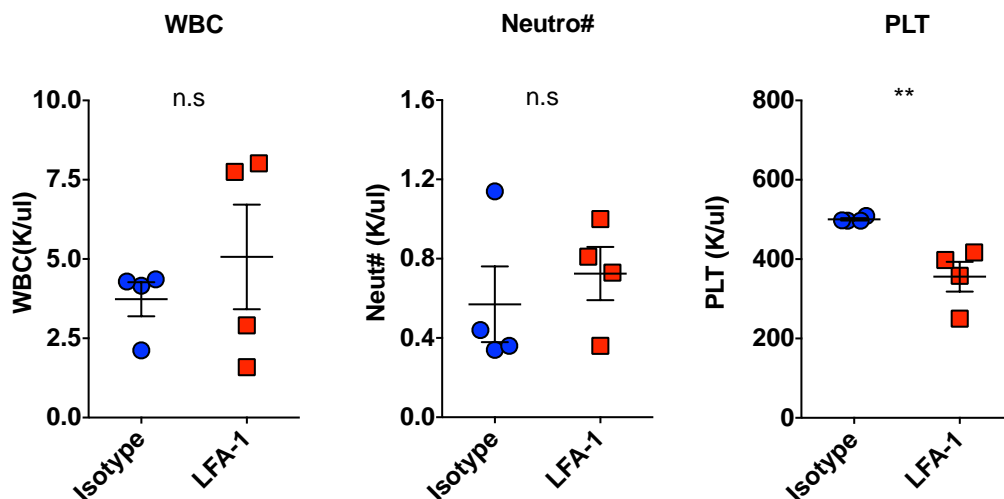 WBC
n.s
WBC(K/ul)
10.0
7.5
5.0
2.5
0.0
Isotype
LFA-1
Neutro#
n.s
Neut# (K/ul)
1.6
1.2
0.8
0.4
0.0
Isotype
LFA-1
PLT
**
PLT (K/ul)
800
600
400
200
0
Isotype
LFA-1